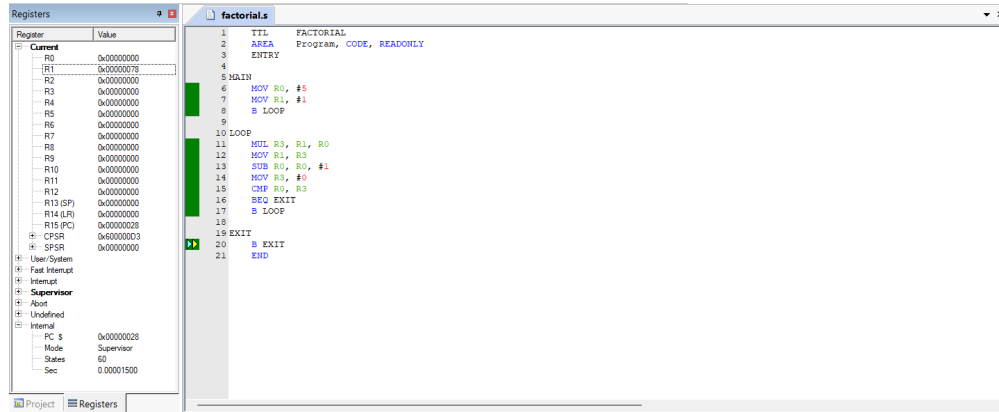 Registers
factorial.s
Register Value
Current
R0 0x00000000
R1 0x00000078
R2 0x00000000
R3 0x00000000
R4 0x00000000
R5 0x00000000
R6 0x00000000
R7 0x00000000
R8 0x00000000
R9 0x00000000
R10 0x00000000
R11 0x00000000
R12 0x00000000
R13 (SP) 0x00000000
R14 (LR) 0x00000000
R15 (PC) 0x00000028
CPSR 0x600000D3
SPSR 0x00000000
User/System
Fast Interrupt
Interrupt
Supervisor
Abort
Undefined
Internal
PC $ 0x00000028
Mode Supervisor
States 60
Sec 0.00001500
Project Registers
1 TTL FACTORIAL
2 AREA Program, CODE, READONLY
3 ENTRY
4
5 MAIN
6 MOV R0, #5
7 MOV R1, #1
8 B LOOP
9
10 LOOP
11 MUL R3, R1, R0
12 MOV R1, R3
13 SUB R0, R0, #1
14 MOV R3, #0
15 CMP R0, R3
16 BEQ EXIT
17 B LOOP
18
19 EXIT
20 B EXIT
21 END